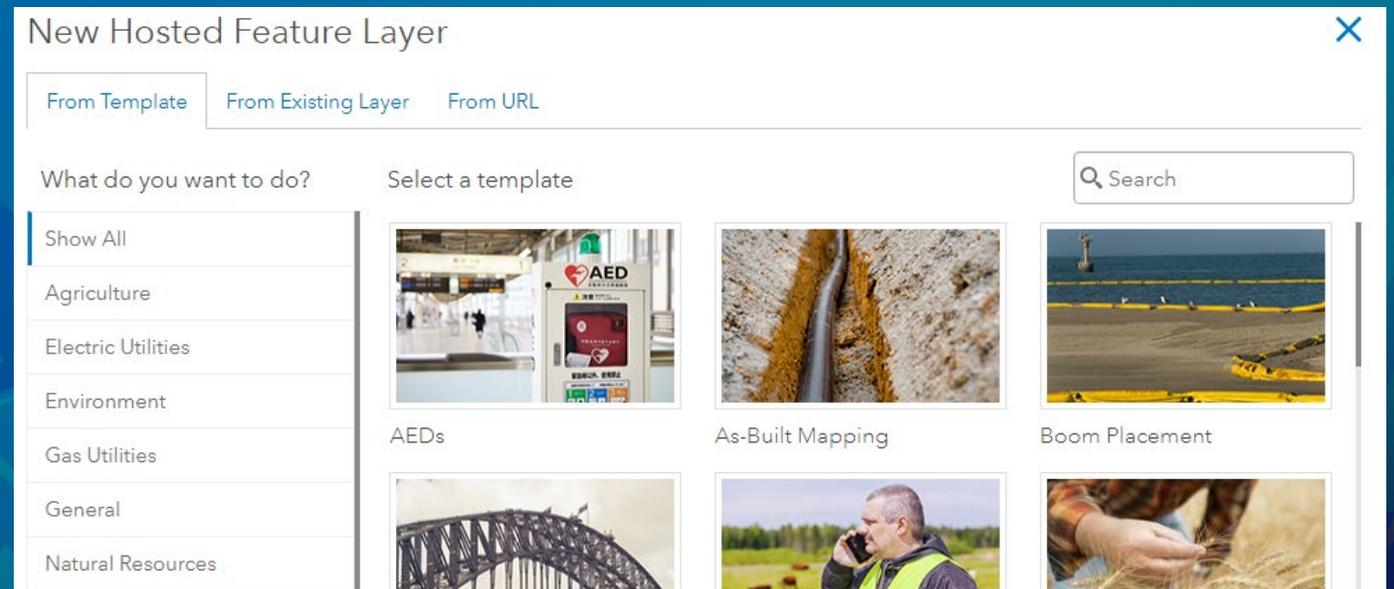 New Hosted Feature Layer
From Template
From Existing Layer
From URL
What do you want to do?
Select a template
Search
Show All
Agriculture
Electric Utilities
Environment
Gas Utilities
General
Natural Resources
AED
AEDs
As-Built Mapping
Boom Placement